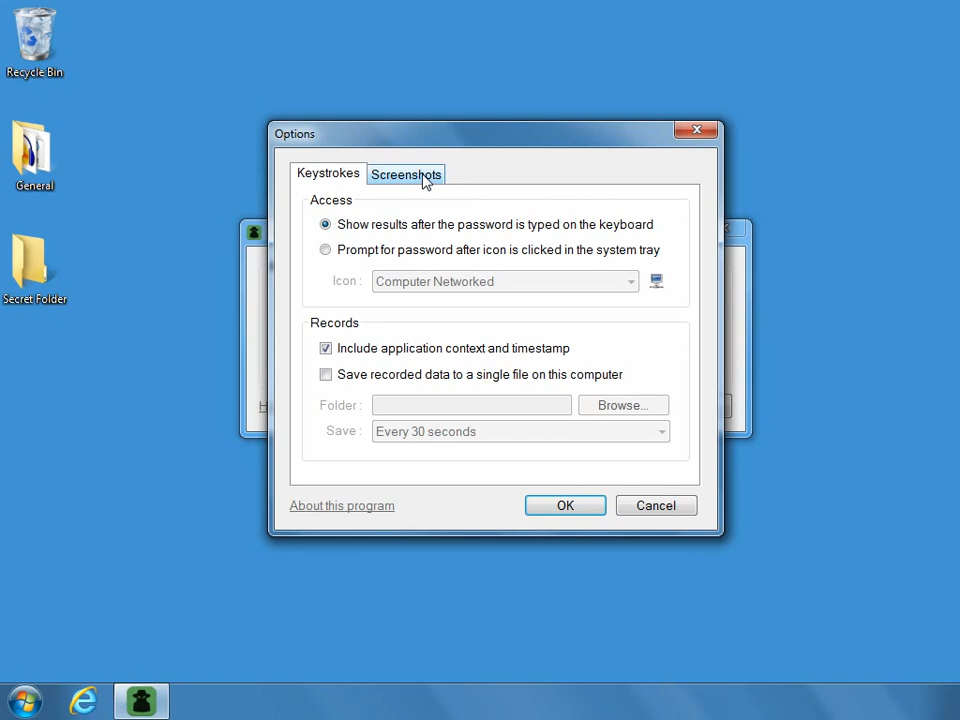 Recycle Bin
General
Secret Folder
Options
Keystrokes
Screenshots
Access
Show results after the password is typed on the keyboard
Prompt for password after icon is clicked in the system tray
Icon :
Computer Networked
Records
Include application context and timestamp
Save recorded data to a single file on this computer
Folder :
Browse...
Save :
Every 30 seconds
About this program
OK
Cancel